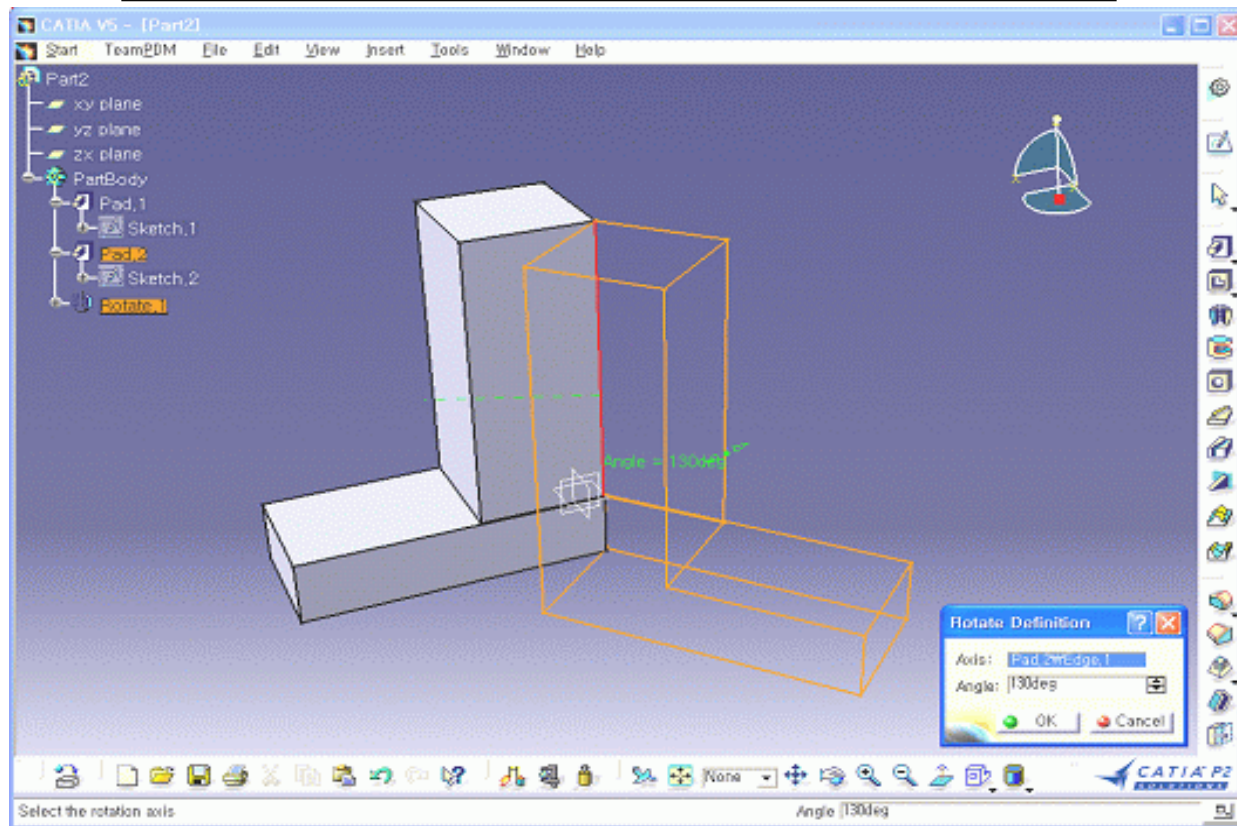 CATIA V5 - [Part2]
Start TeamPDM File Edit View Insert Tools Window Help
Part2
xy plane
yz plane
zx plane
PartBody
Pad,1
Sketch,1
Pad,2
Sketch,2
Rotate,1
Angle = 130deg
Rotate Definition
Axis: Pad,2₩Edge,1
Angle: 130deg
OK Cancel
None
CATIA P2
SOLUTIONS
Select the rotation axis
Angle 130deg